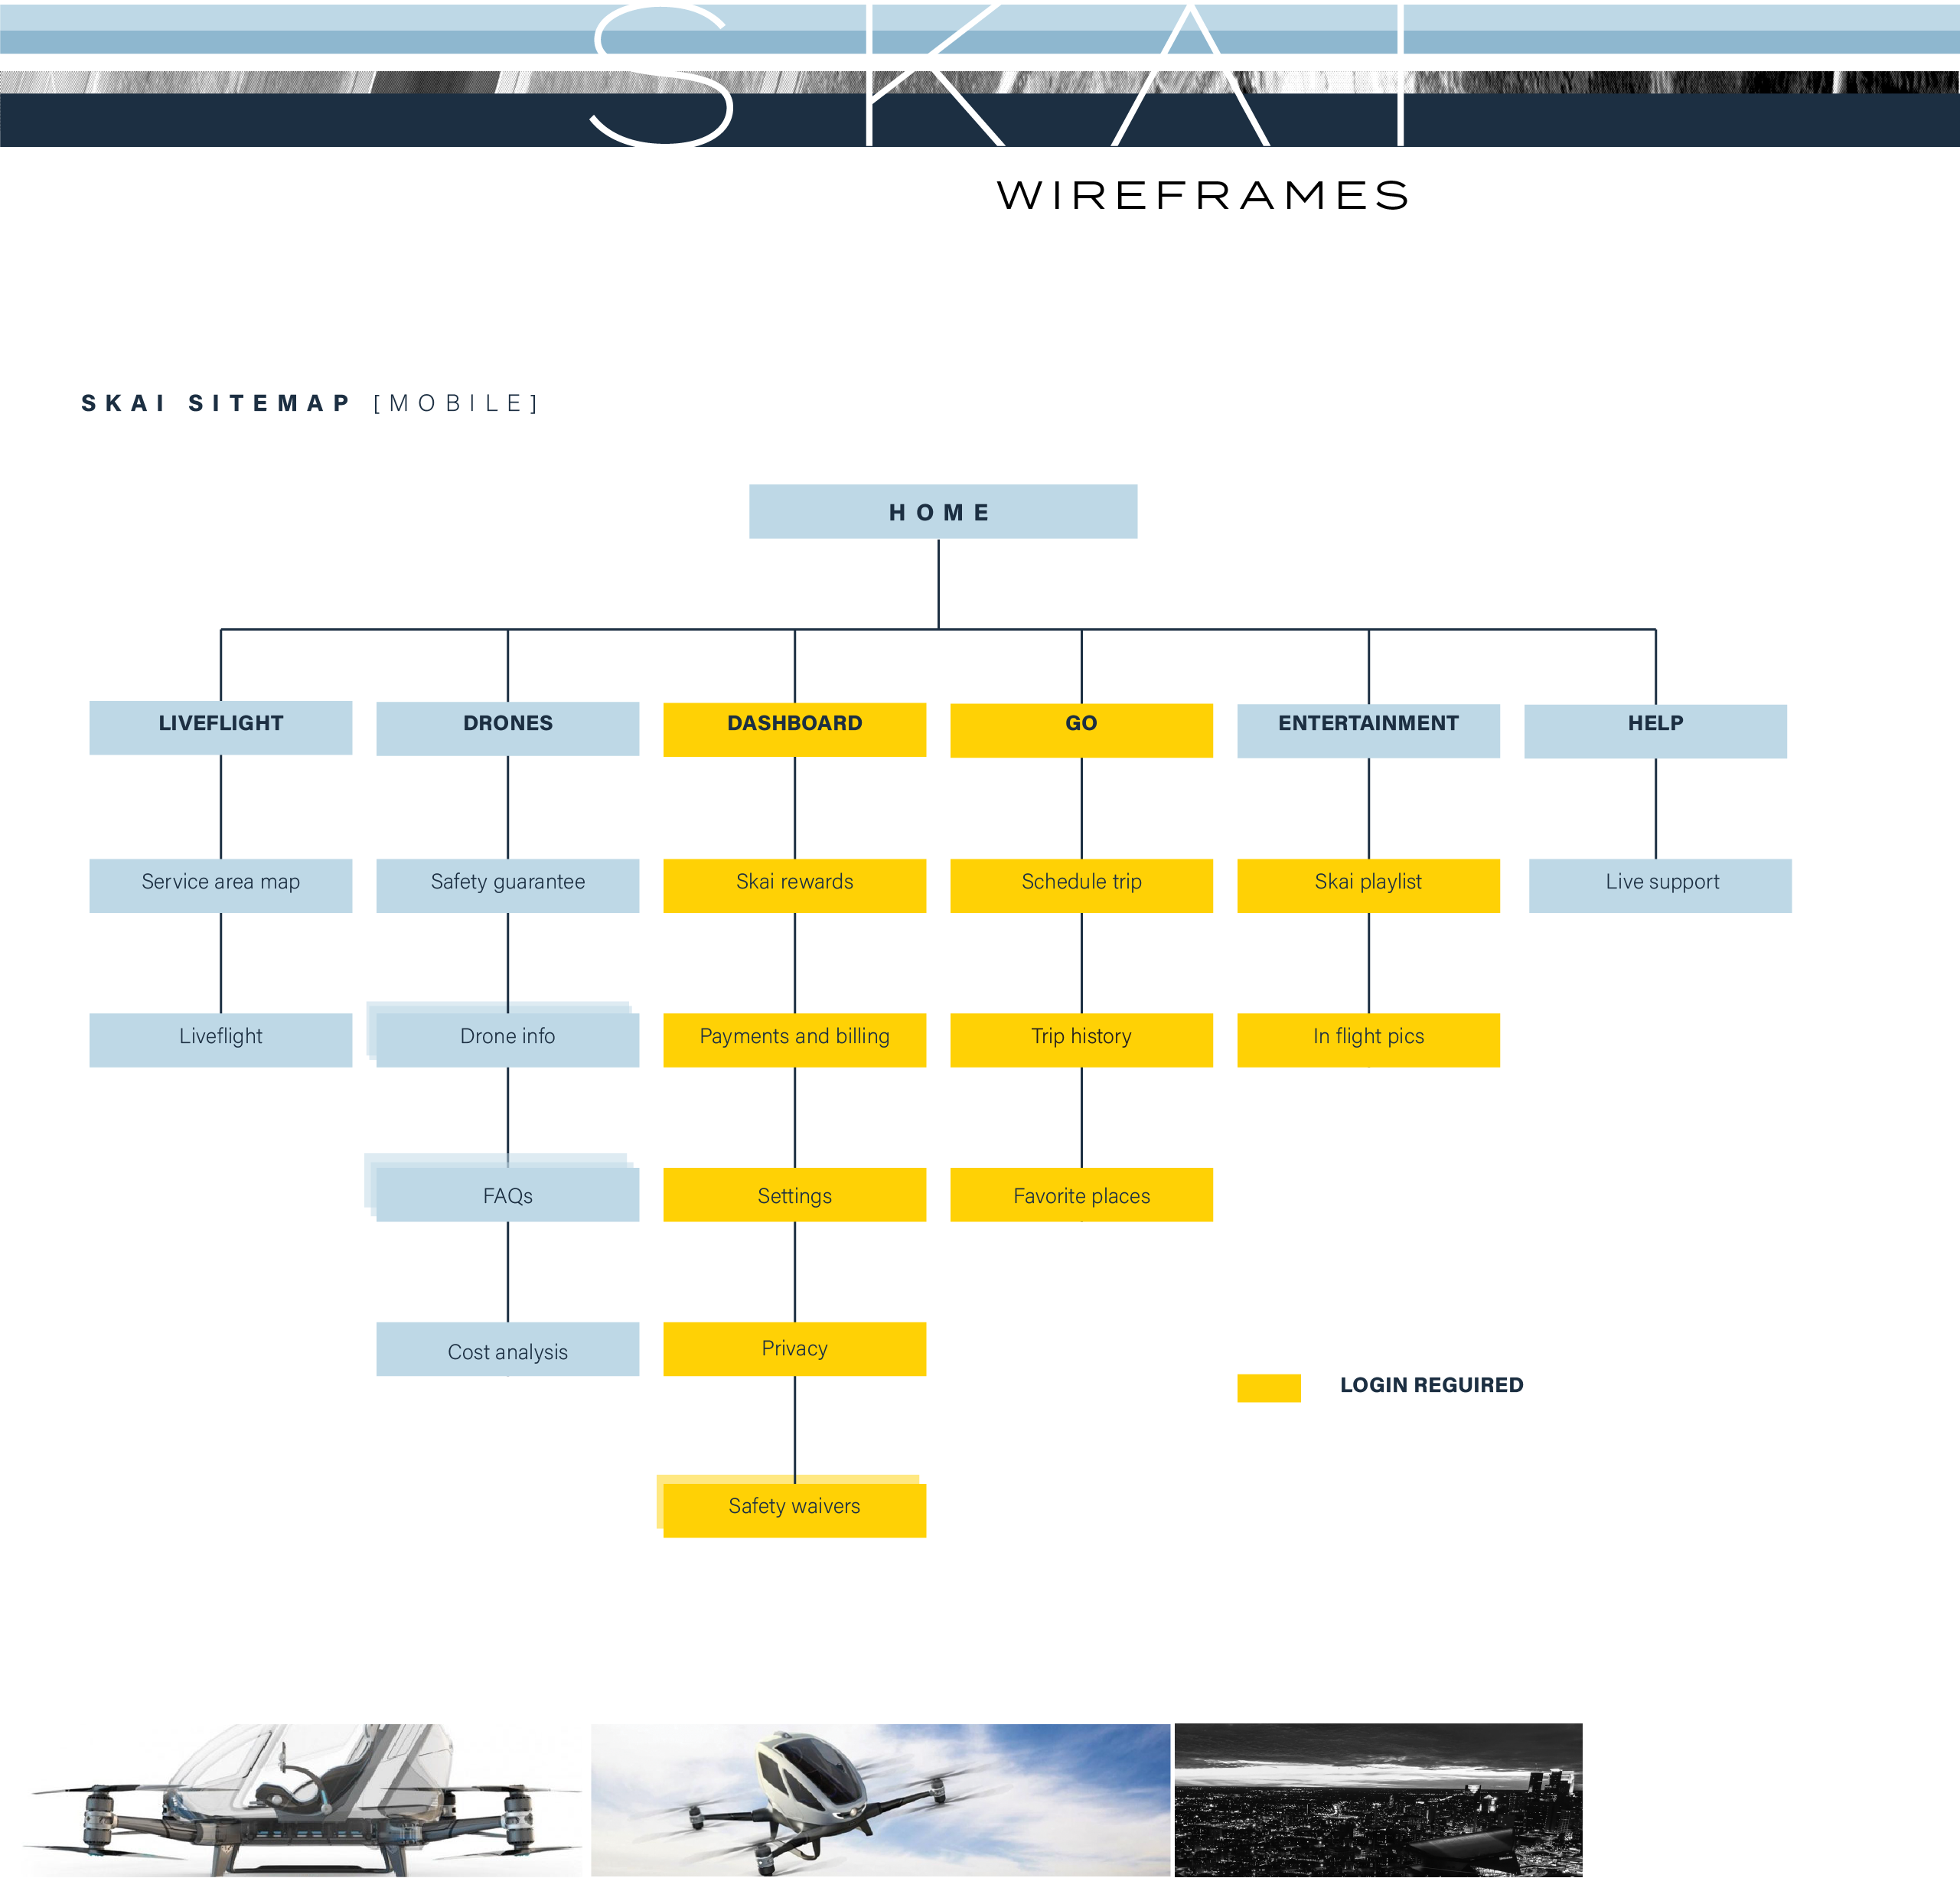 SKAI
WIREFRAMES
SKAI SITEMAP [MOBILE]
HOME
LIVEFLIGHT
DRONES
DASHBOARD
GO
ENTERTAINMENT
HELP
Service area map
Safety guarantee
Skai rewards
Schedule trip
Skai playlist
Live support
Liveflight
Drone info
Payments and billing
Trip history
In flight pics
FAQs
Settings
Favorite places
Cost analysis
Privacy
LOGIN REGUIRED
Safety waivers